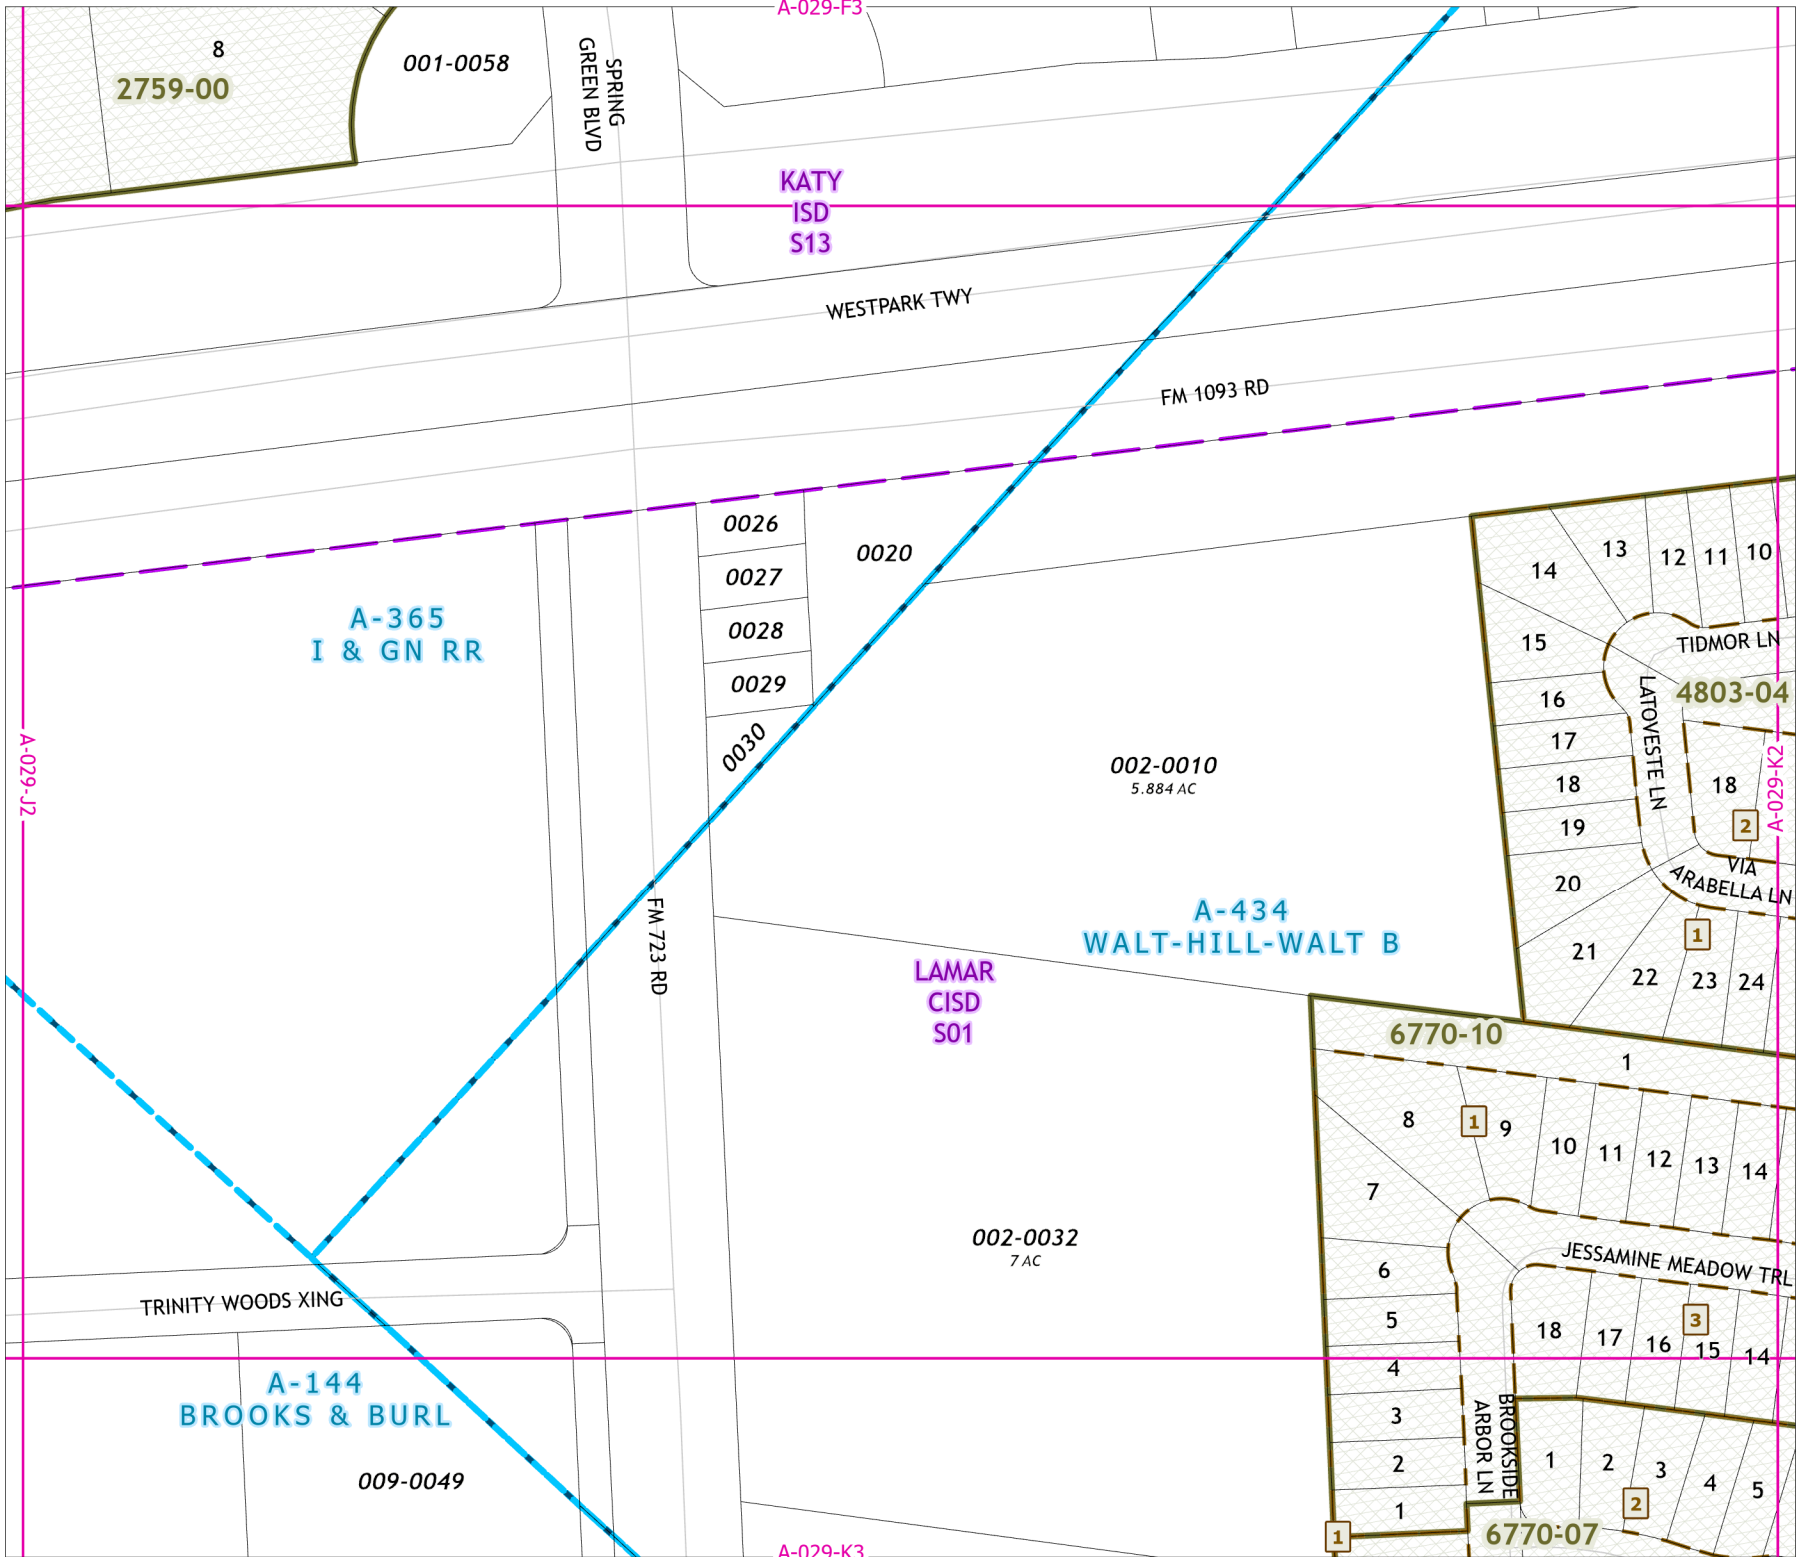 A-029-F3
8
2759-00
001-0058
SPRING
GREEN BLVD
KATY
ISD
S13
WESTPARK TWY
FM 1093 RD
0026
0027
0028
0029
0030
0020
A-365
I & GN RR
A-029-J2
002-0010
5.884 AC
14
13
12
11
10
15
TIDMOR LN
4803-04
16
17
18
19
20
21
22
23
24
LATOVESTE LN
18
2
A-029-K2
VIA
ARABELLA LN
1
A-434
WALT-HILL-WALT B
FM 723 RD
LAMAR
CISD
S01
6770-10
1
8
1
9
10
11
12
13
14
7
002-0032
7 AC
JESSAMINE MEADOW TRL
6
5
4
3
2
1
18
17
16
3
15
14
TRINITY WOODS XING
A-144
BROOKS & BURL
009-0049
BROOKSIDE
ARBOR LN
1
2
3
4
5
2
1
6770-07
A-029-K3